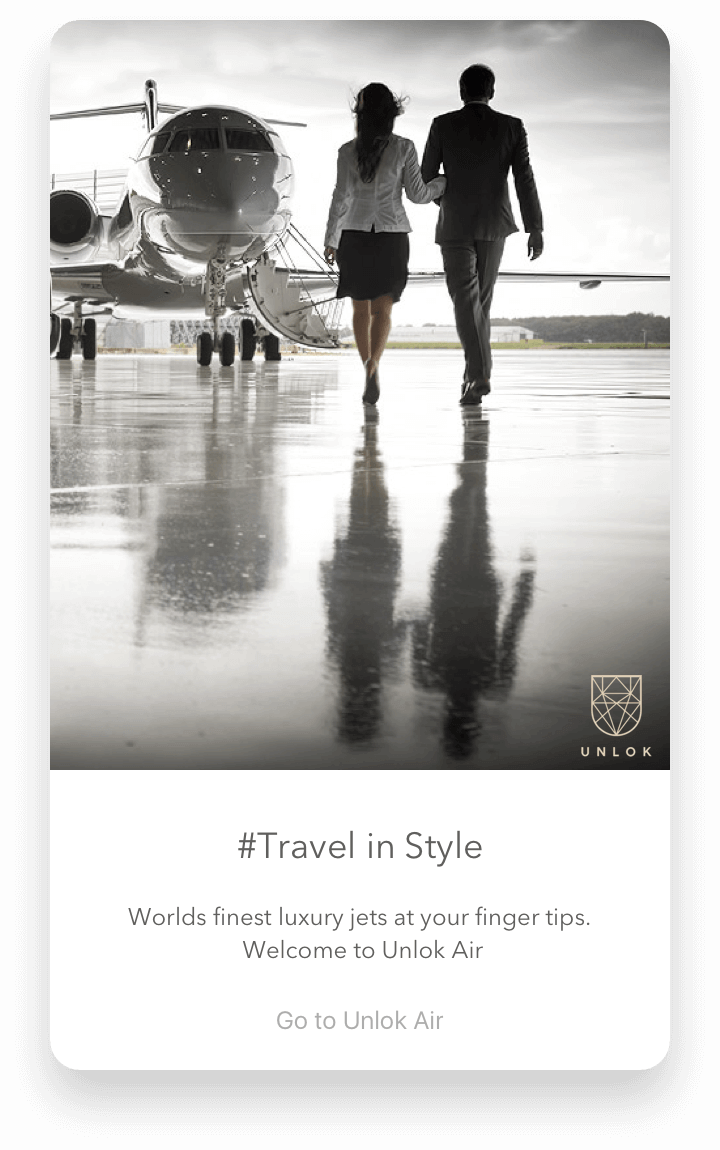 UNLOK
#Travel in Style
Worlds finest luxury jets at your finger tips.
Welcome to Unlok Air
Go to Unlok Air